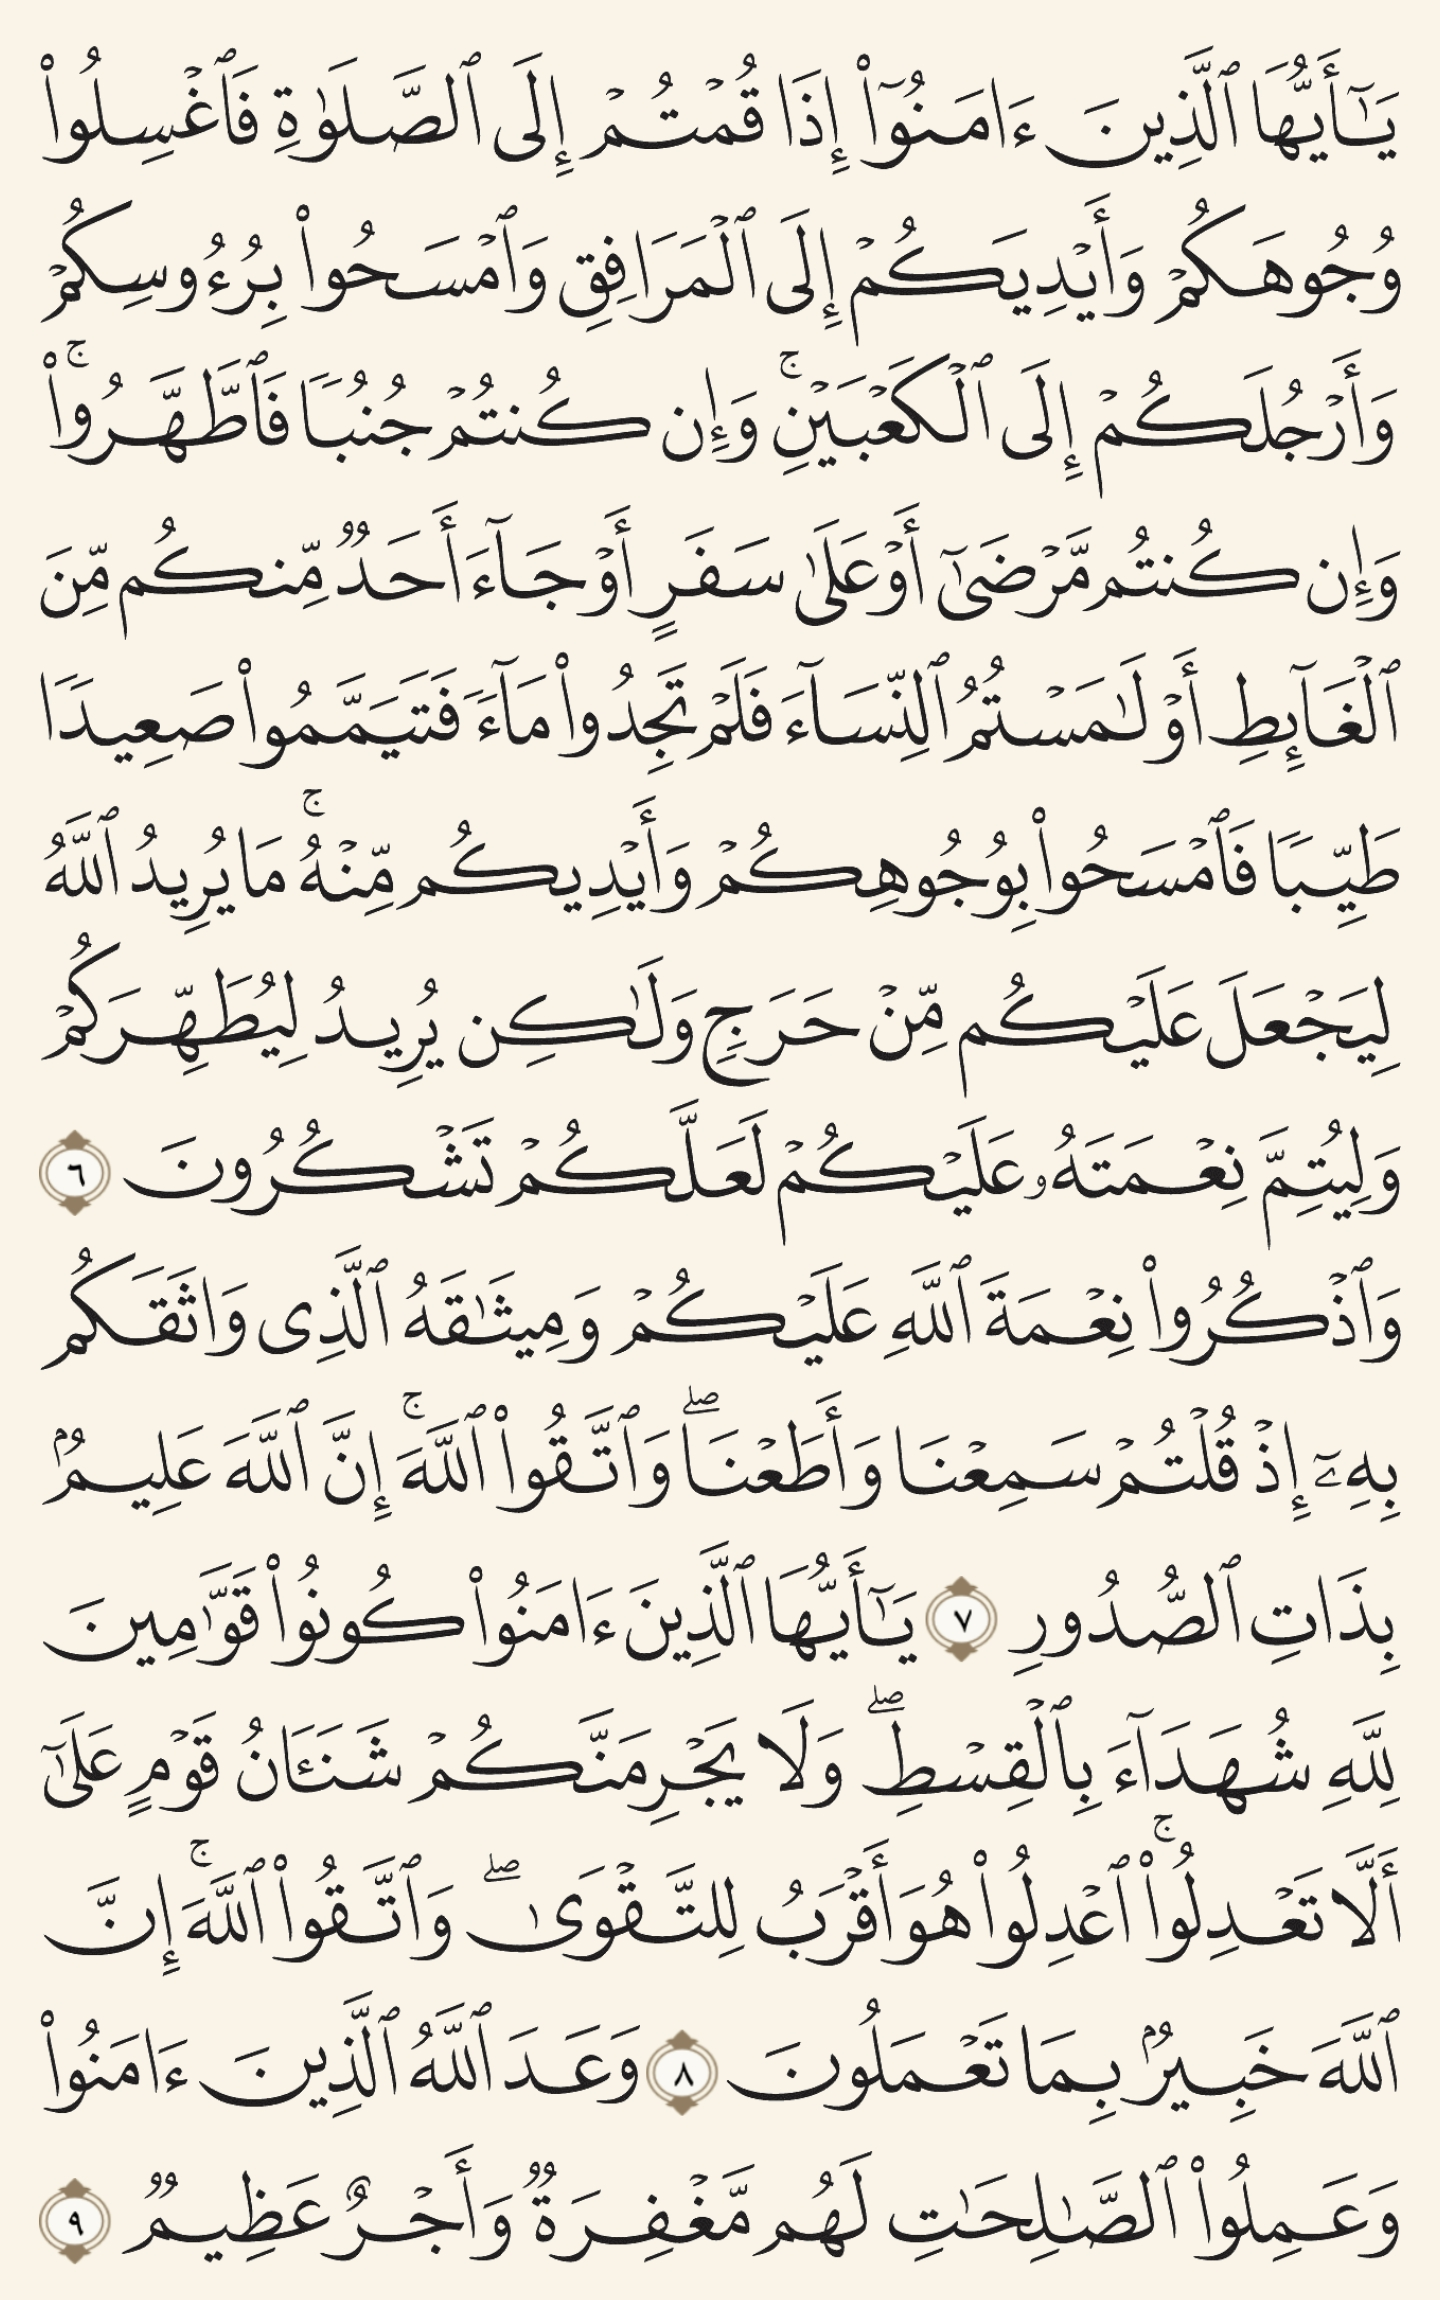 يَـٰٓأَيُّهَا ٱلَّذِينَ ءَامَنُوٓا۟ إِذَا قُمْتُمْ إِلَى ٱلصَّلَوٰةِ فَٱغْسِلُوا۟
وُجُوهَكُمْ وَأَيْدِيَكُمْ إِلَى ٱلْمَرَافِقِ وَٱمْسَحُوا۟ بِرُءُوسِكُمْ
وَأَرْجُلَكُمْ إِلَى ٱلْكَعْبَيْنِ ۚ وَإِن كُنتُمْ جُنُبًا فَٱطَّهَّرُوا۟ ۚ
وَإِن كُنتُم مَّرْضَىٰٓ أَوْ عَلَىٰ سَفَرٍ أَوْ جَآءَ أَحَدٌ مِّنكُم مِّنَ
ٱلْغَآئِطِ أَوْ لَـٰمَسْتُمُ ٱلنِّسَآءَ فَلَمْ تَجِدُوا۟ مَآءً فَتَيَمَّمُوا۟ صَعِيدًا
طَيِّبًا فَٱمْسَحُوا۟ بِوُجُوهِكُمْ وَأَيْدِيكُم مِّنْهُ ۚ مَا يُرِيدُ ٱللَّهُ
لِيَجْعَلَ عَلَيْكُم مِّنْ حَرَجٍ وَلَـٰكِن يُرِيدُ لِيُطَهِّرَكُمْ
وَلِيُتِمَّ نِعْمَتَهُۥ عَلَيْكُمْ لَعَلَّكُمْ تَشْكُرُونَ ٦
وَٱذْكُرُوا۟ نِعْمَةَ ٱللَّهِ عَلَيْكُمْ وَمِيثَـٰقَهُ ٱلَّذِى وَاثَقَكُم
بِهِۦٓ إِذْ قُلْتُمْ سَمِعْنَا وَأَطَعْنَا ۖ وَٱتَّقُوا۟ ٱللَّهَ ۚ إِنَّ ٱللَّهَ عَلِيمٌۢ
بِذَاتِ ٱلصُّدُورِ ٧ يَـٰٓأَيُّهَا ٱلَّذِينَ ءَامَنُوا۟ كُونُوا۟ قَوَّٰمِينَ
لِلَّهِ شُهَدَآءَ بِٱلْقِسْطِ ۖ وَلَا يَجْرِمَنَّكُمْ شَنَـَٔانُ قَوْمٍ عَلَىٰٓ
أَلَّا تَعْدِلُوا۟ ۚ ٱعْدِلُوا۟ هُوَ أَقْرَبُ لِلتَّقْوَىٰ ۖ وَٱتَّقُوا۟ ٱللَّهَ ۚ إِنَّ
ٱللَّهَ خَبِيرٌۢ بِمَا تَعْمَلُونَ ٨ وَعَدَ ٱللَّهُ ٱلَّذِينَ ءَامَنُوا۟
وَعَمِلُوا۟ ٱلصَّـٰلِحَـٰتِ لَهُم مَّغْفِرَةٌ وَأَجْرٌ عَظِيمٌ ٩